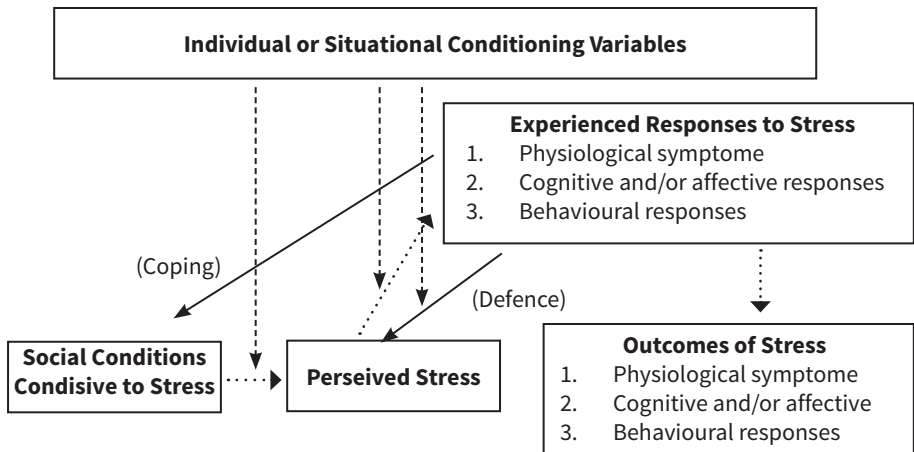 Individual or Situational Conditioning Variables
Experienced Responses to Stress
1. Physiological symptome
2. Cognitive and/or affective responses
3. Behavioural responses
(Coping)
(Defence)
Social Conditions
Condisive to Stress
Perseived Stress
Outcomes of Stress
1. Physiological symptome
2. Cognitive and/or affective
3. Behavioural responses